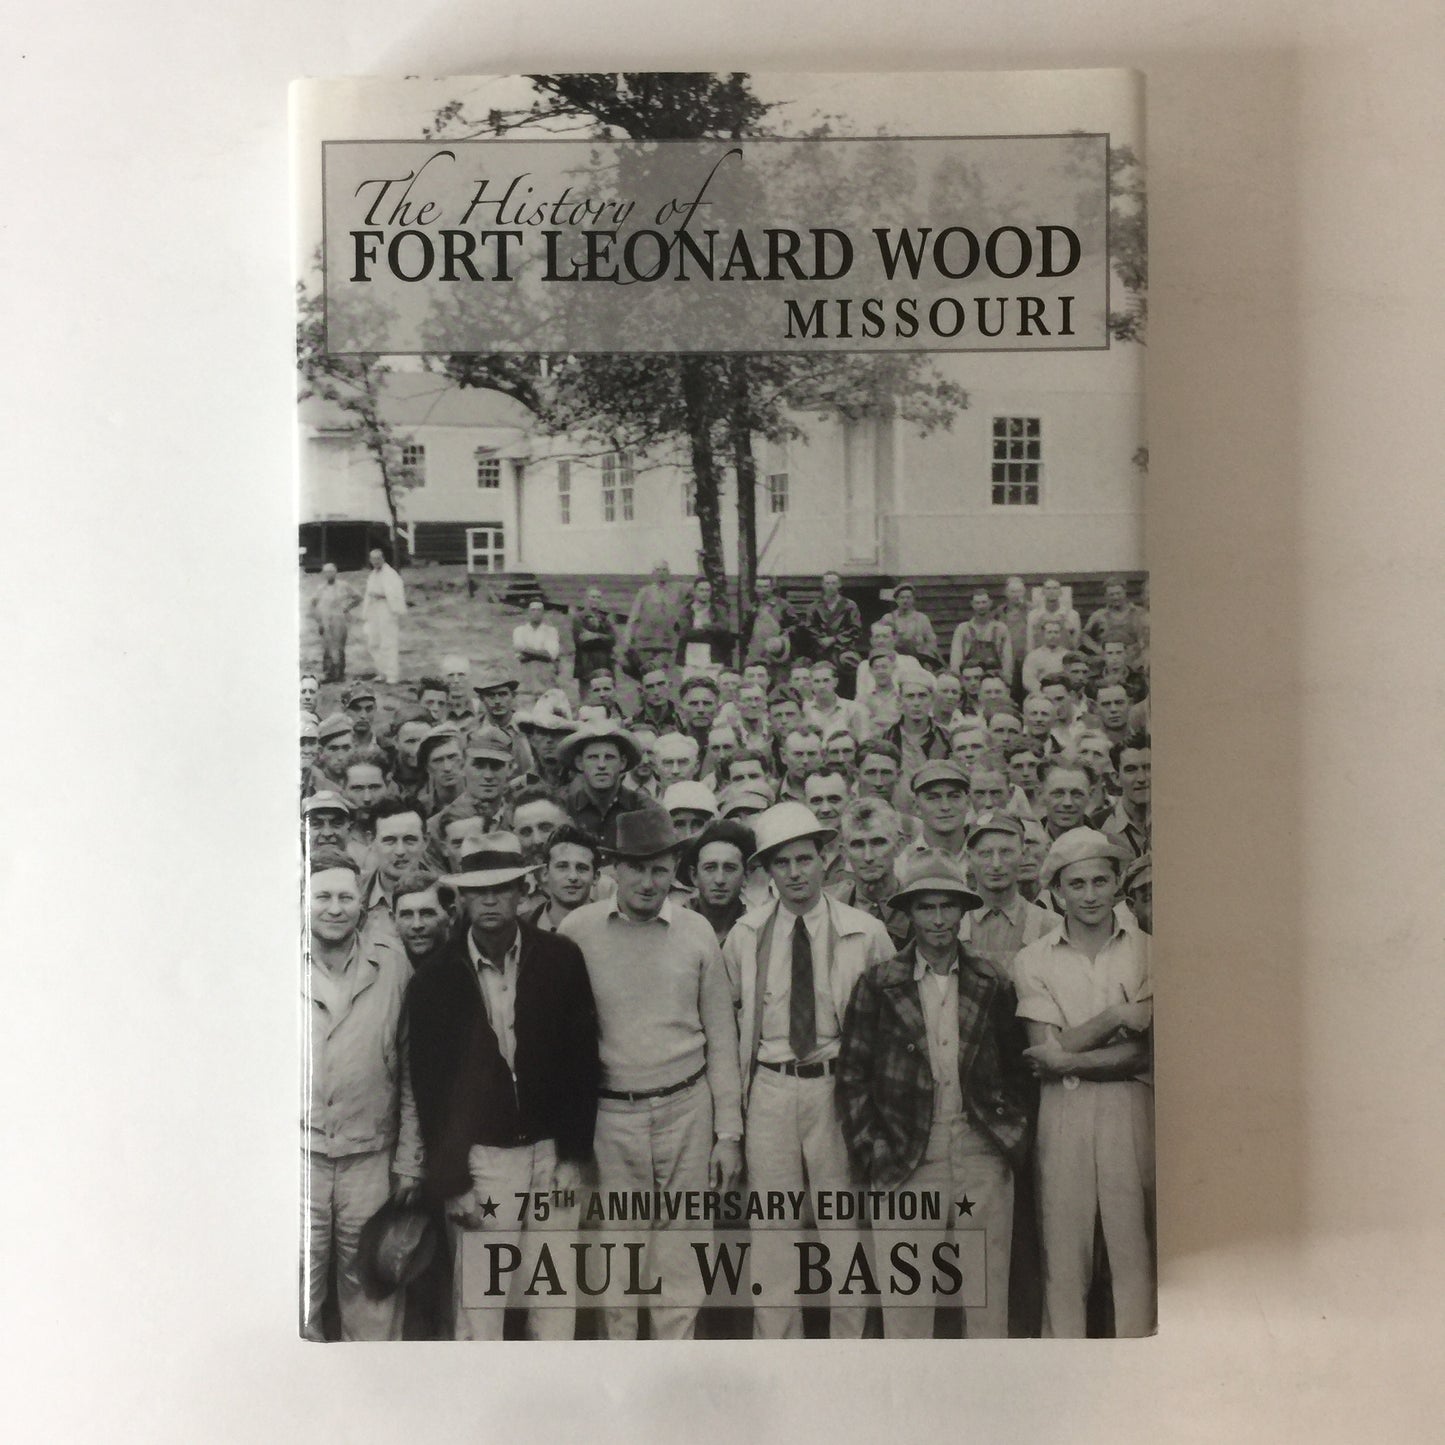 The History of
FORT LEONARD WOOD
MISSOURI
★ 75TH ANNIVERSARY EDITION ★
PAUL W. BASS